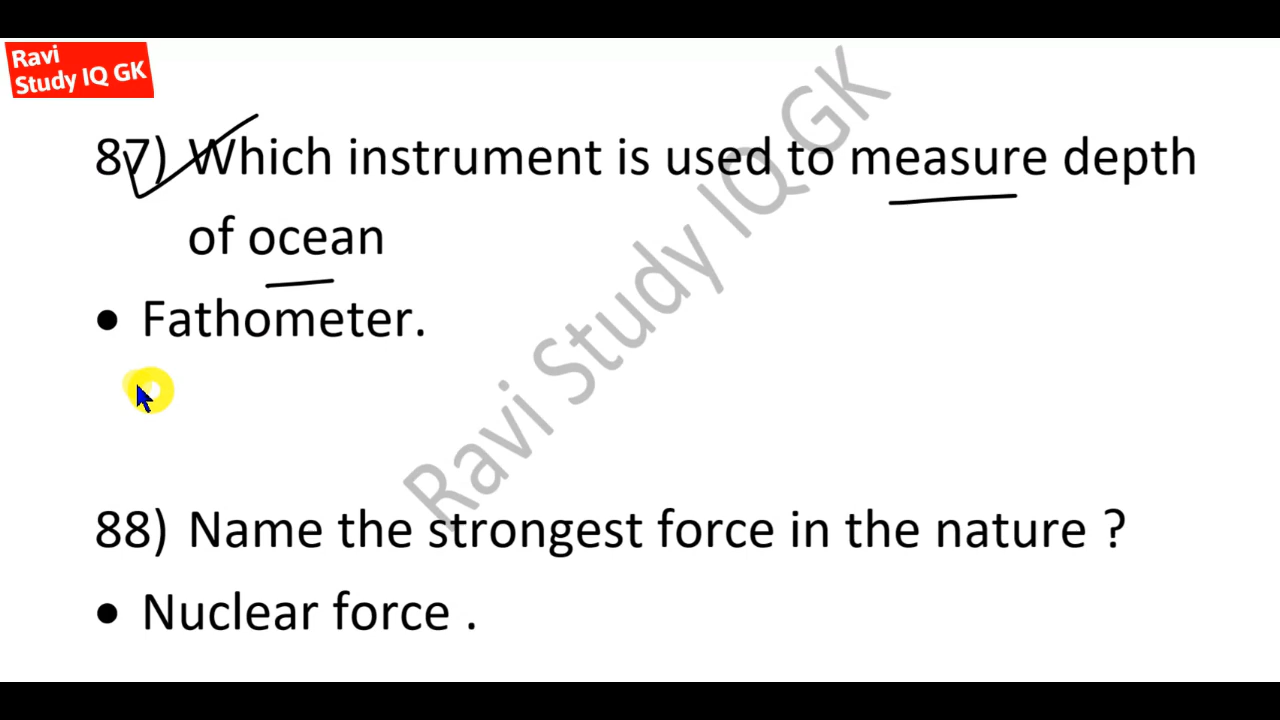 Ravi
Study IQ GK
87) Which instrument is used to measure depth
of ocean
• Fathometer.
Ravi Study IQ GK
88) Name the strongest force in the nature ?
• Nuclear force .